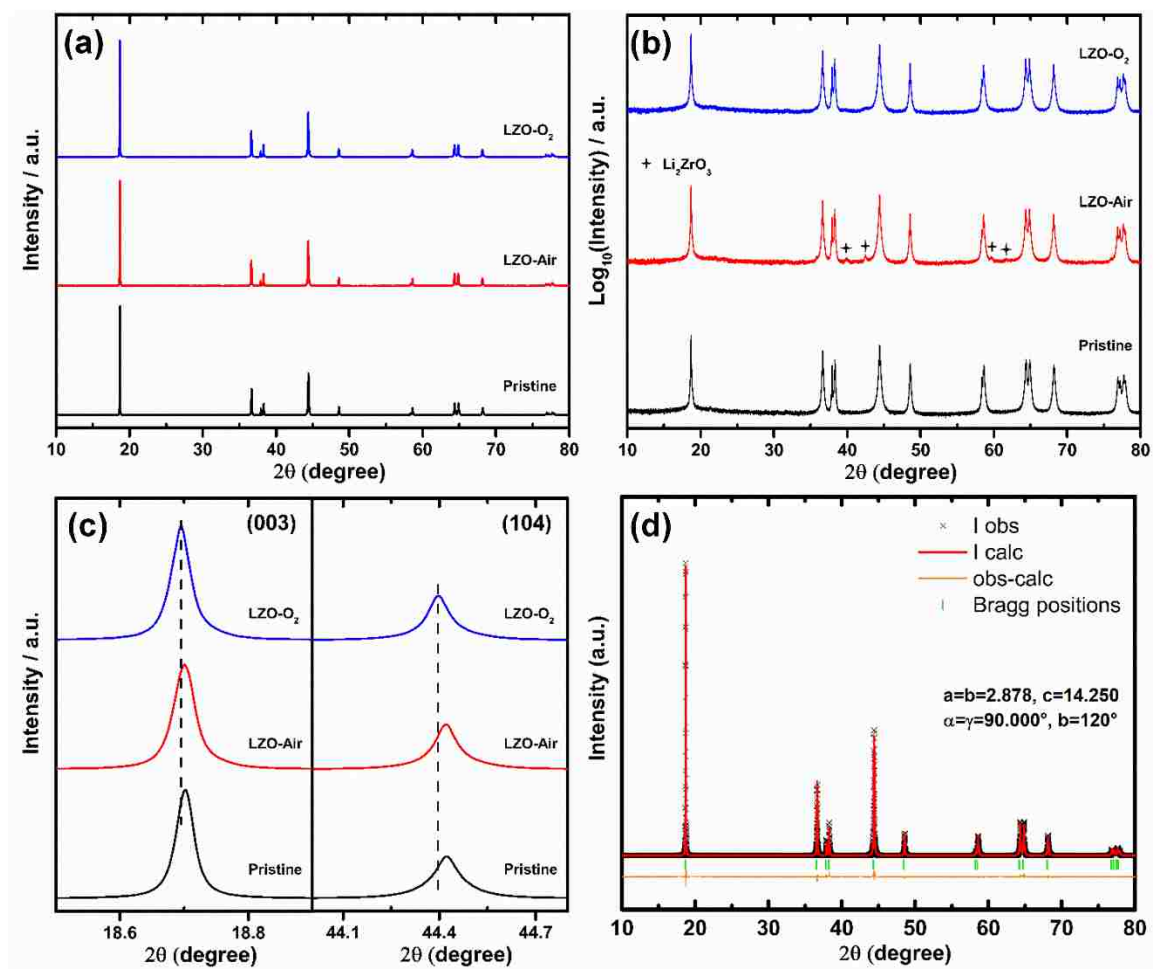 (a)
Intensity / a.u.
LZO-O₂
LZO-Air
Pristine
10 20 30 40 50 60 70 80
2θ (degree)
(b)
Log₁₀(Intensity) / a.u.
LZO-O₂
+ Li₂ZrO₃
LZO-Air
+ + + +
Pristine
10 20 30 40 50 60 70 80
2θ (degree)
(c)
Intensity / a.u.
(003) (104)
LZO-O₂ LZO-O₂
LZO-Air LZO-Air
Pristine Pristine
18.6 18.8 44.1 44.4 44.7
2θ (degree) 2θ (degree)
(d)
Intensity (a.u.)
× I obs
I calc
obs-calc
Bragg positions
a=b=2.878, c=14.250
α=γ=90.000°, b=120°
10 20 30 40 50 60 70 80
2θ (degree)